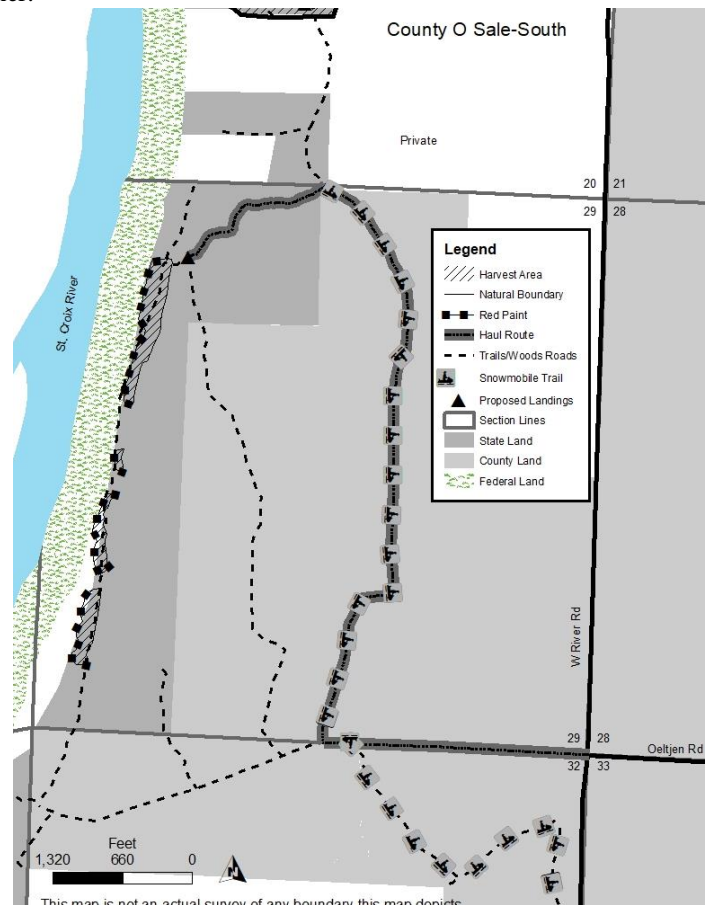 County O Sale-South
Private
20 21
29 28
St. Croix River
Legend
Harvest Area
Natural Boundary
Red Paint
Haul Route
Trails/Woods Roads
Snowmobile Trail
Proposed Landings
Section Lines
State Land
County Land
Federal Land
W River Rd
29 28
Oeltjen Rd
32 33
Feet
1,320 660 0
N
This map is not an actual survey of any boundary this map depicts